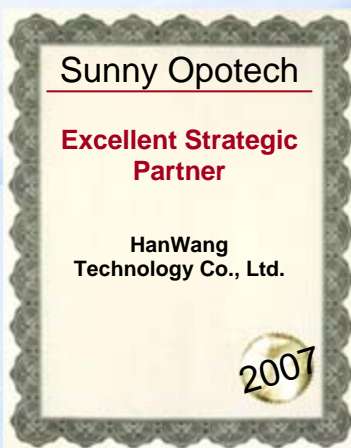 Sunny Opotech
Excellent Strategic
Partner
HanWang
Technology Co., Ltd.
2007